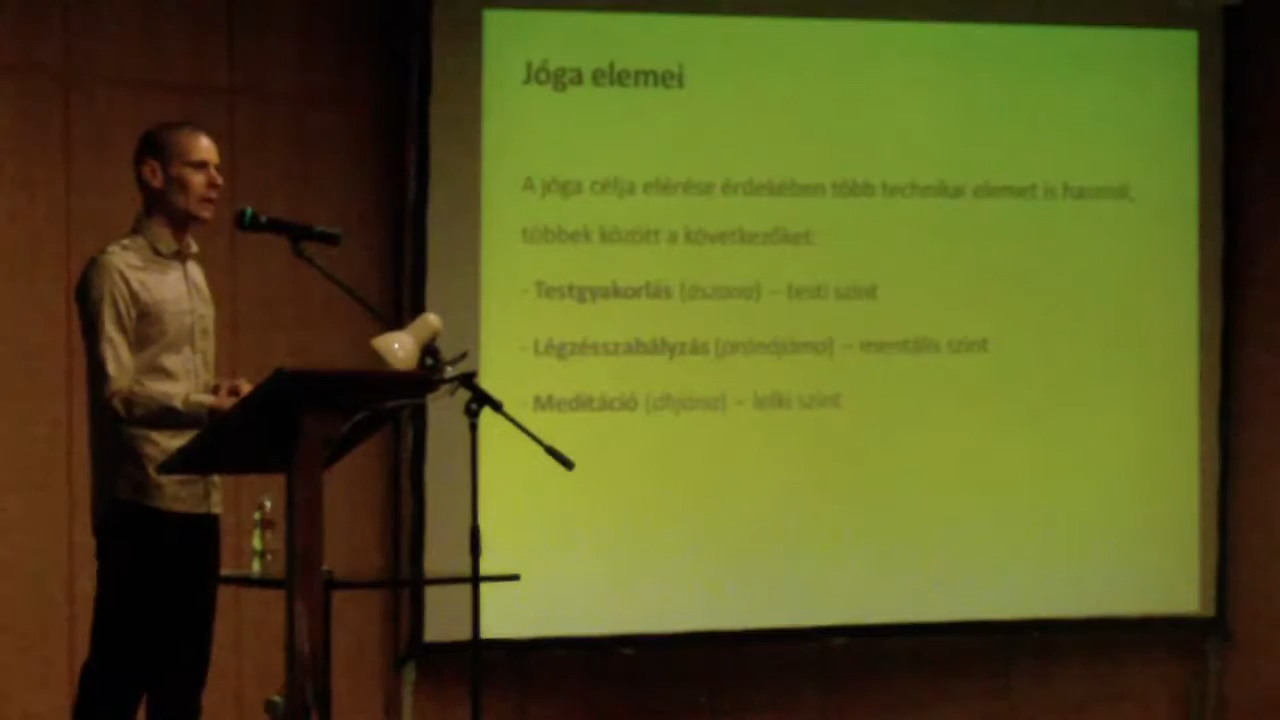 Jóga elemei
A jóga célja elérése érdekében több technikai elemet is használ,
többek között a következőket:
- Testgyakorlás (ászana) – testi szint
- Légzésszabályzás (pránájáma) – mentális szint
- Meditáció (dhjana) – lelki szint